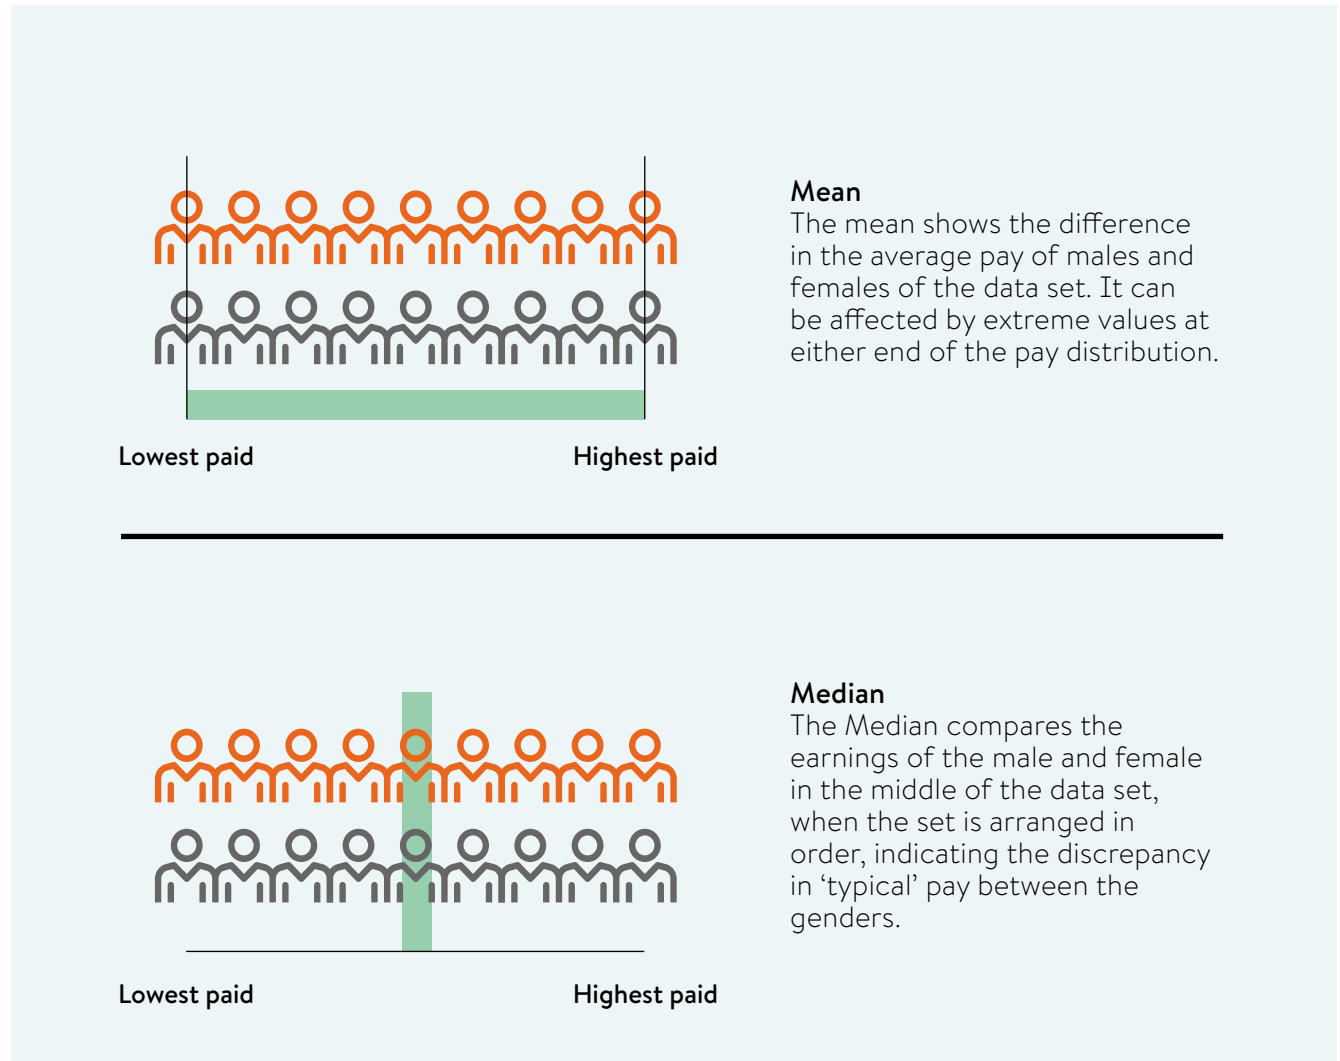 Mean
The mean shows the difference
in the average pay of males and
females of the data set. It can
be affected by extreme values at
either end of the pay distribution.
Lowest paid
Highest paid
Median
The Median compares the
earnings of the male and female
in the middle of the data set,
when the set is arranged in
order, indicating the discrepancy
in ‘typical’ pay between the
genders.
Lowest paid
Highest paid